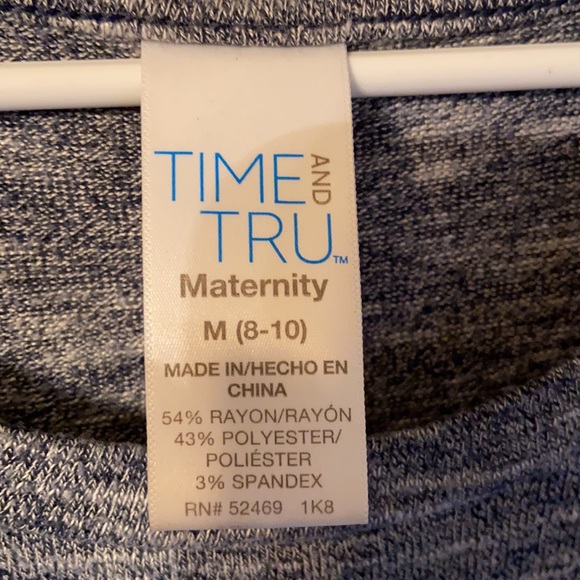 TIME AND
TRU™
Maternity
M (8-10)
MADE IN/HECHO EN
CHINA
54% RAYON/RAYÓN
43% POLYESTER/
POLIÉSTER
3% SPANDEX
RN# 52469 1K8